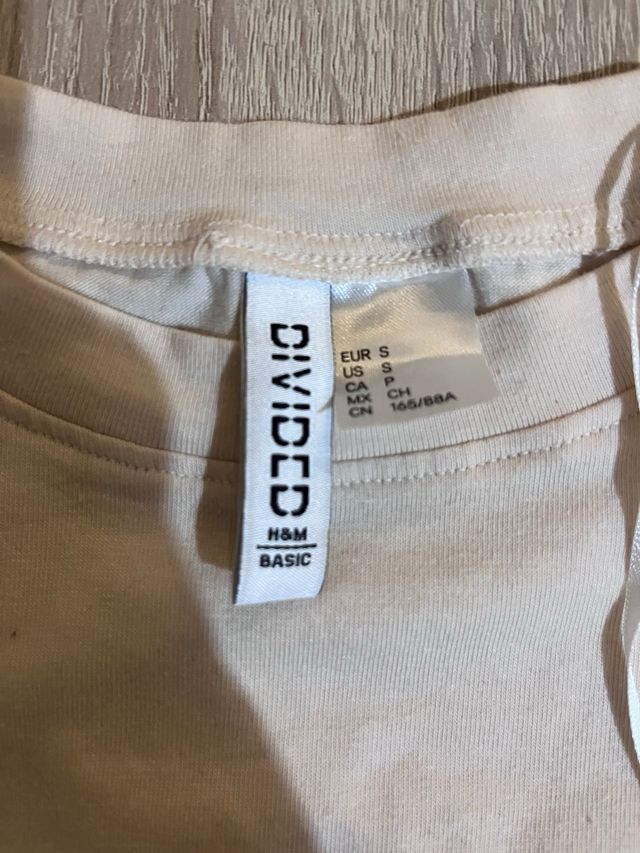 DIVIDED
H&M
BASIC
EUR S
US S
CA P
MX CH
CN 165/88A